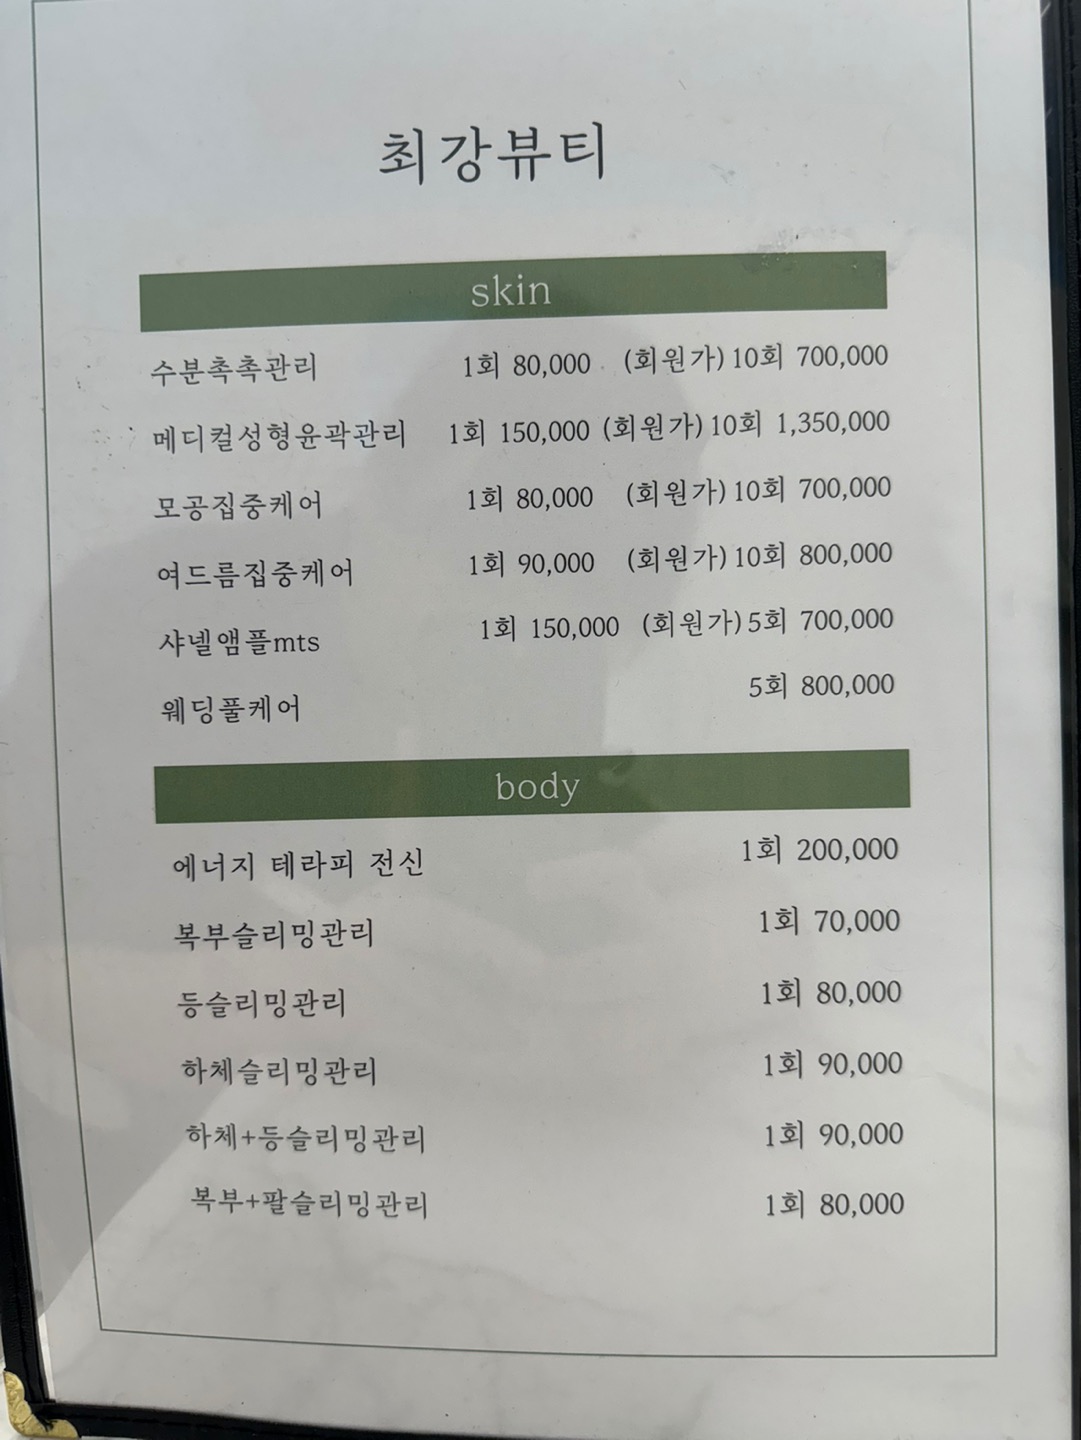 최강뷰티
skin
수분촉촉관리 1회 80,000 (회원가) 10회 700,000
메디컬성형윤곽관리 1회 150,000 (회원가) 10회 1,350,000
모공집중케어 1회 80,000 (회원가) 10회 700,000
여드름집중케어 1회 90,000 (회원가) 10회 800,000
샤넬앰플mts 1회 150,000 (회원가) 5회 700,000
웨딩풀케어 5회 800,000
body
에너지 테라피 전신 1회 200,000
복부슬리밍관리 1회 70,000
등슬리밍관리 1회 80,000
하체슬리밍관리 1회 90,000
하체+등슬리밍관리 1회 90,000
복부+팔슬리밍관리 1회 80,000